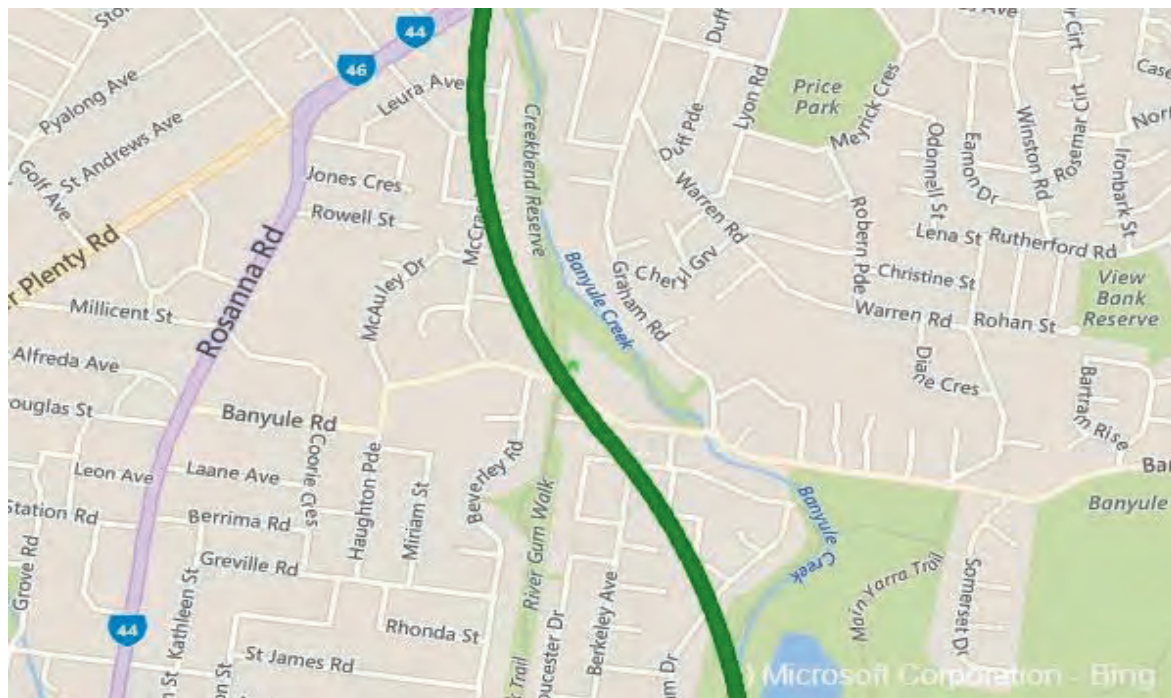 44
46
Pyalong Ave
St Andrews Ave
Golf Ave
Leura Ave
Jones Cres
Rowell St
Rosanna Rd
Plenty Rd
Millicent St
Alfreda Ave
Banyule Rd
Leon Ave
Laane Ave
Station Rd
Berrima Rd
Greville Rd
Grove Rd
Kathleen St
44
Rhonda St
St James Rd
McAuley Dr
Coorie Cres
Haughton Pde
Miriam St
Beverley Rd
River Gum Walk
Berkeley Ave
Creekbend Reserve
Banyule Creek
Graham Rd
Cheryl Grv
Duff Pde
Lyon Rd
Price
Park
Meyrick Cres
Warren Rd
Robern Pde
Odonnell St
Eamon Dr
Winston Rd
Rosemar Crt
Ironbark St
Lena St
Rutherford Rd
Christine St
Warren Rd
Rohan St
View
Bank
Reserve
Diane Cres
Bartram Rise
Banyule
Banyule Creek
Main Yarra Trail
Somerset Dr
Microsoft Corporation - Bing